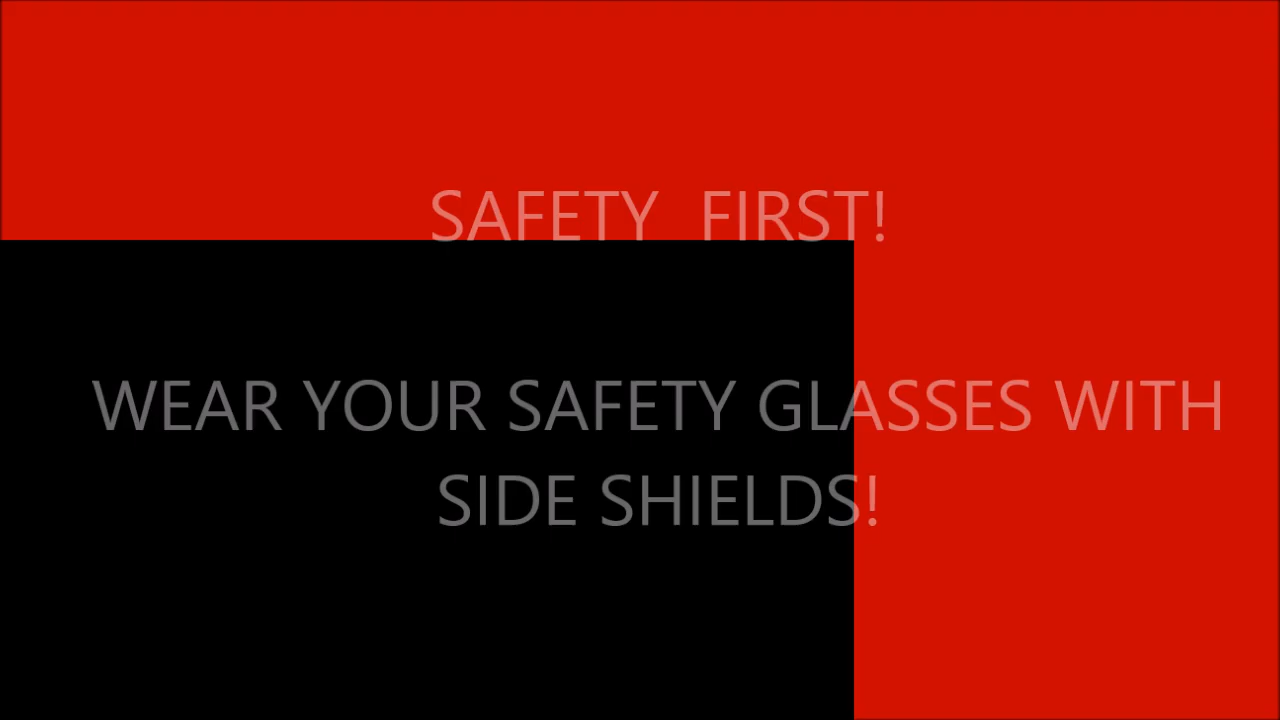 SAFETY  FIRST!
WEAR YOUR SAFETY GLASSES WITH
SIDE SHIELDS!